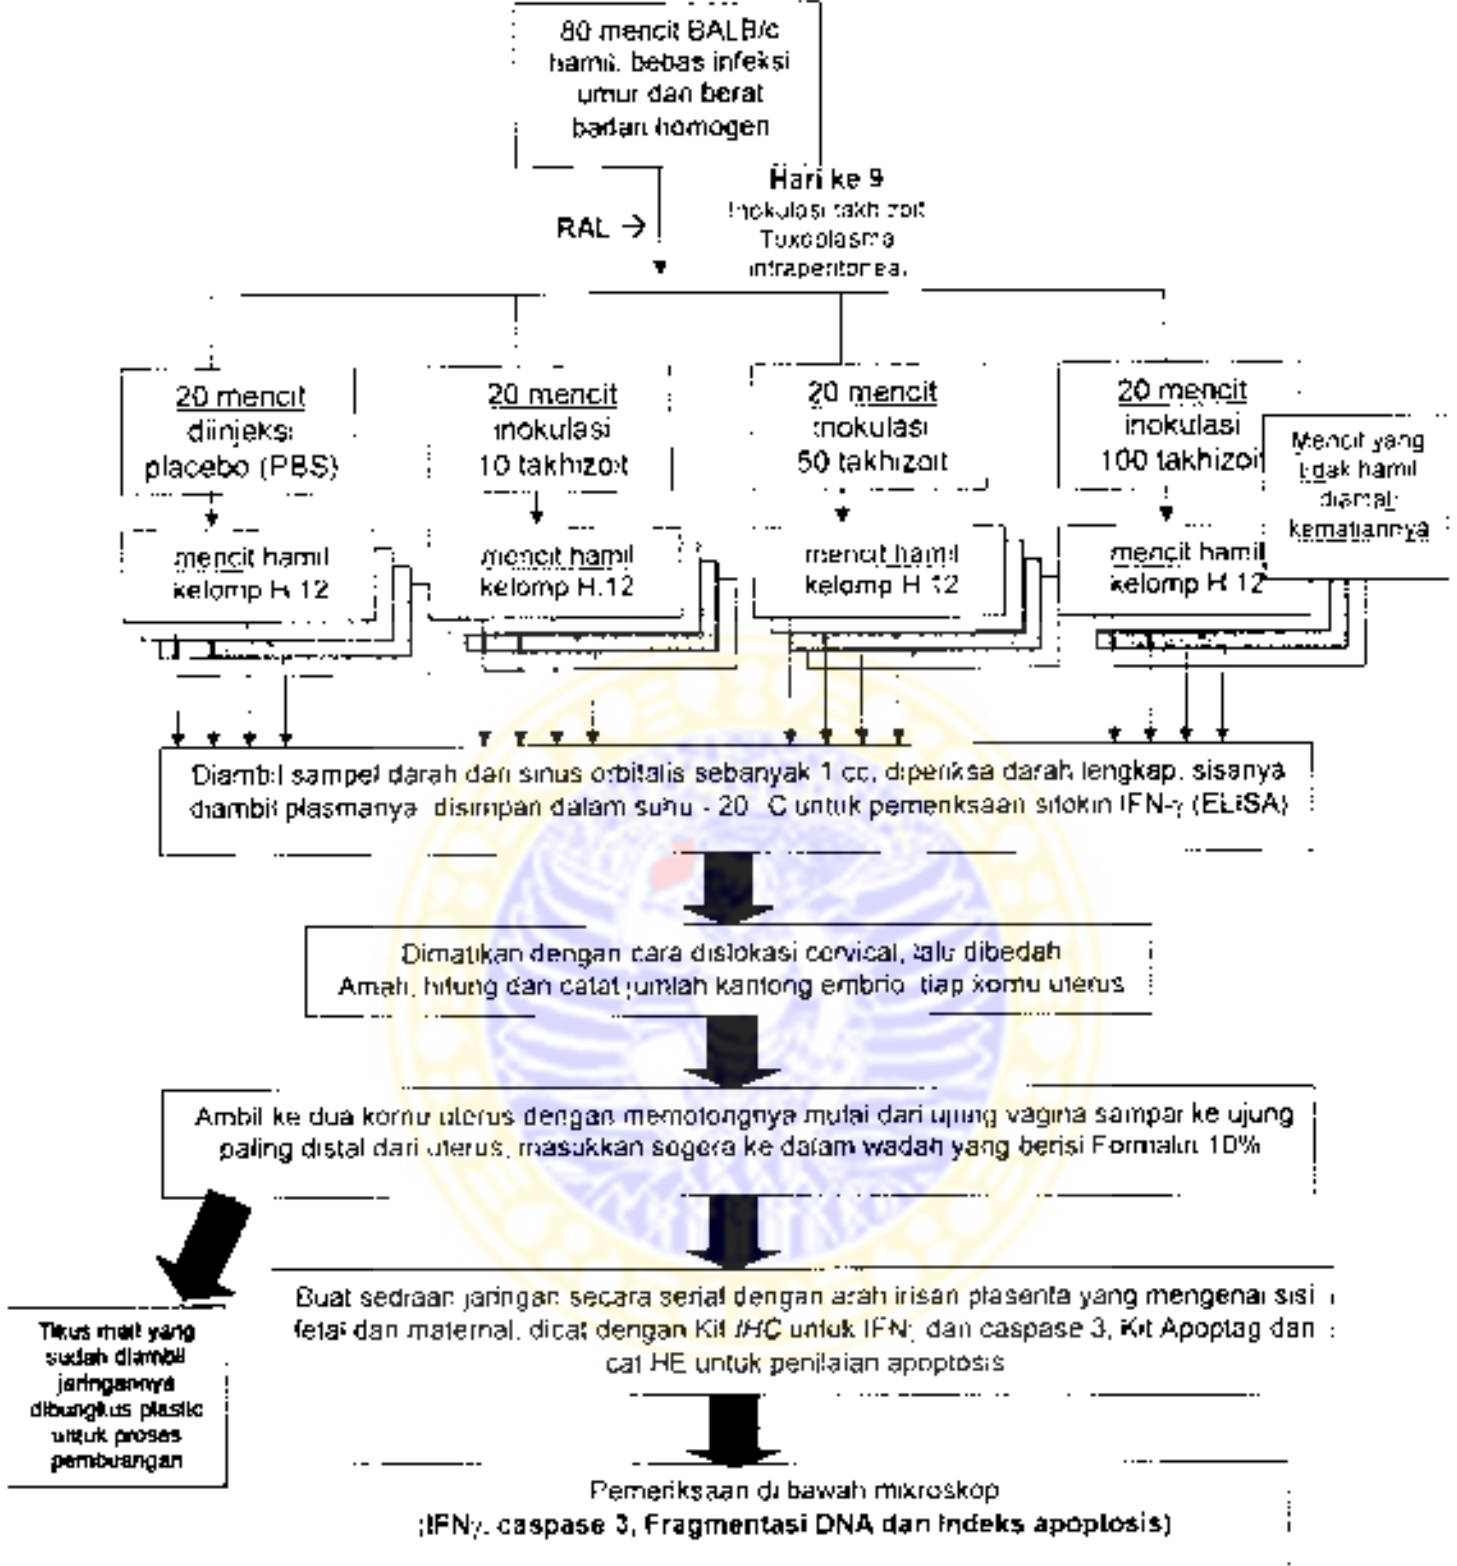 80 mencit BALB/c
hamil, bebas infeksi
umur dan berat
badan homogen
Hari ke 9
Inokulasi takhizoit
Toxoplasma
intraperitoneal
RAL →
20 mencit
diinjeksi
placebo (PBS)
20 mencit
inokulasi
10 takhizoit
20 mencit
inokulasi
50 takhizoit
20 mencit
inokulasi
100 takhizoit
Mencit yang
tidak hamil
diamati
kematiannya
mencit hamil
kelomp H.12
mencit hamil
kelomp H.12
mencit hamil
kelomp H.12
mencit hamil
kelomp H.12
Diambil sampel darah dari sinus orbitalis sebanyak 1 cc, diperiksa darah lengkap, sisanya
diambil plasmanya disimpan dalam suhu - 20 °C untuk pemeriksaan sitokin IFN-γ (ELISA)
Dimatikan dengan cara dislokasi cervical, lalu dibedah
Amati, hitung dan catat jumlah kantong embrio tiap kornu uterus
Ambil ke dua kornu uterus dengan memotongnya mulai dari ujung vagina sampai ke ujung
paling distal dari uterus, masukkan segera ke dalam wadah yang berisi Formalin 10%
Buat sediaan jaringan secara serial dengan arah irisan plasenta yang mengenai sisi
fetal dan maternal, dicat dengan Kit IHC untuk IFNγ dan caspase 3, Kit Apoptag dan
cat HE untuk penilaian apoptosis
Tikus mati yang
sudah diambil
jaringannya
dibungkus plastic
untuk proses
pembuangan
Pemeriksaan di bawah mikroskop
(IFNγ, caspase 3, Fragmentasi DNA dan Indeks apoptosis)